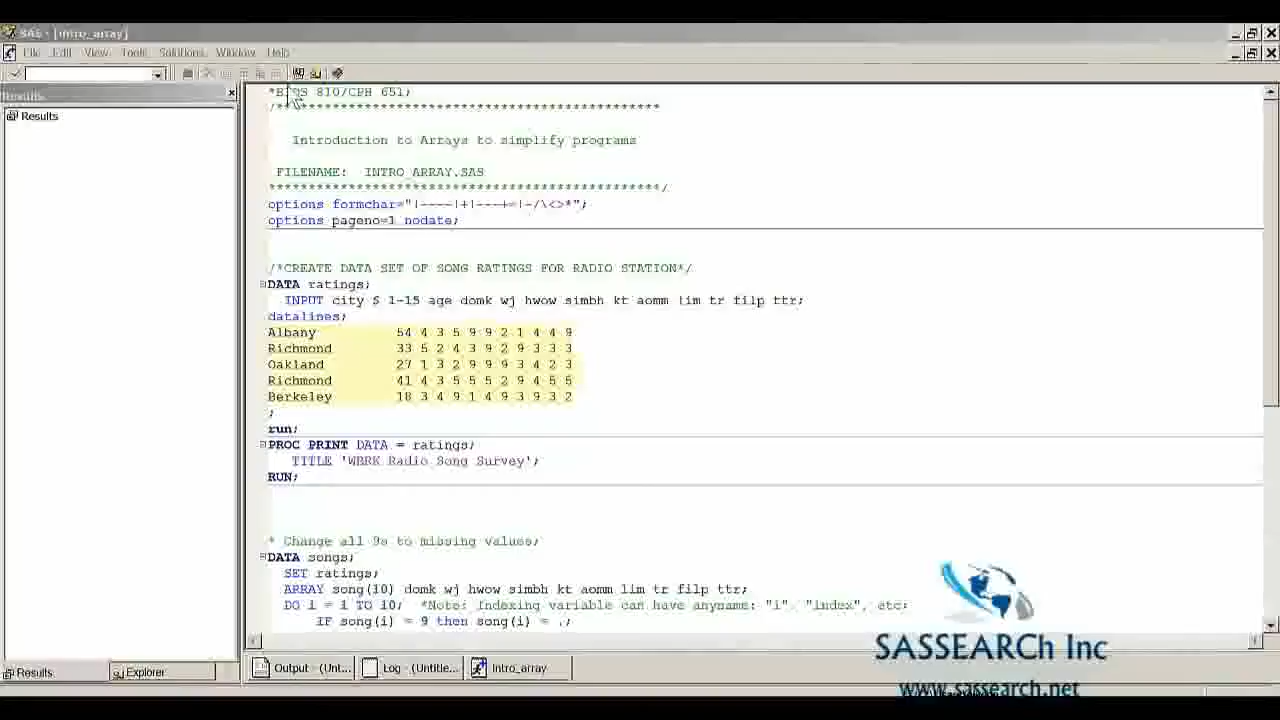 SAS - [intro_array]
File Edit View Tools Solutions Window Help
Results
Results
*BIOS 810/CPH 651;
/************************************************
Introduction to Arrays to simplify programs
FILENAME: INTRO_ARRAY.SAS
*************************************************/
options formchar="|----|+|---+=|-/\<>*";
options pageno=1 nodate;
/*CREATE DATA SET OF SONG RATINGS FOR RADIO STATION*/
DATA ratings;
INPUT city $ 1-15 age domk wj hwow simbh kt aomm lim tr filp ttr;
datalines;
Albany 54 4 3 5 9 9 2 1 4 4 9
Richmond 33 5 2 4 3 9 2 9 3 3 3
Oakland 27 1 3 2 9 9 9 3 4 2 3
Richmond 41 4 3 5 5 5 2 9 4 5 5
Berkeley 18 3 4 9 1 4 9 3 9 3 2
;
run;
PROC PRINT DATA = ratings;
TITLE 'WBRK Radio Song Survey';
RUN;
* Change all 9s to missing values;
DATA songs;
SET ratings;
ARRAY song(10) domk wj hwow simbh kt aomm lim tr filp ttr;
DO i = 1 TO 10; *Note: Indexing variable can have anyname: "i", "index", etc;
IF song(i) = 9 then song(i) = .;
SASSEARCh Inc
www.sassearch.net
Results Explorer
Output - (Unt... Log - (Untitle... Intro_array